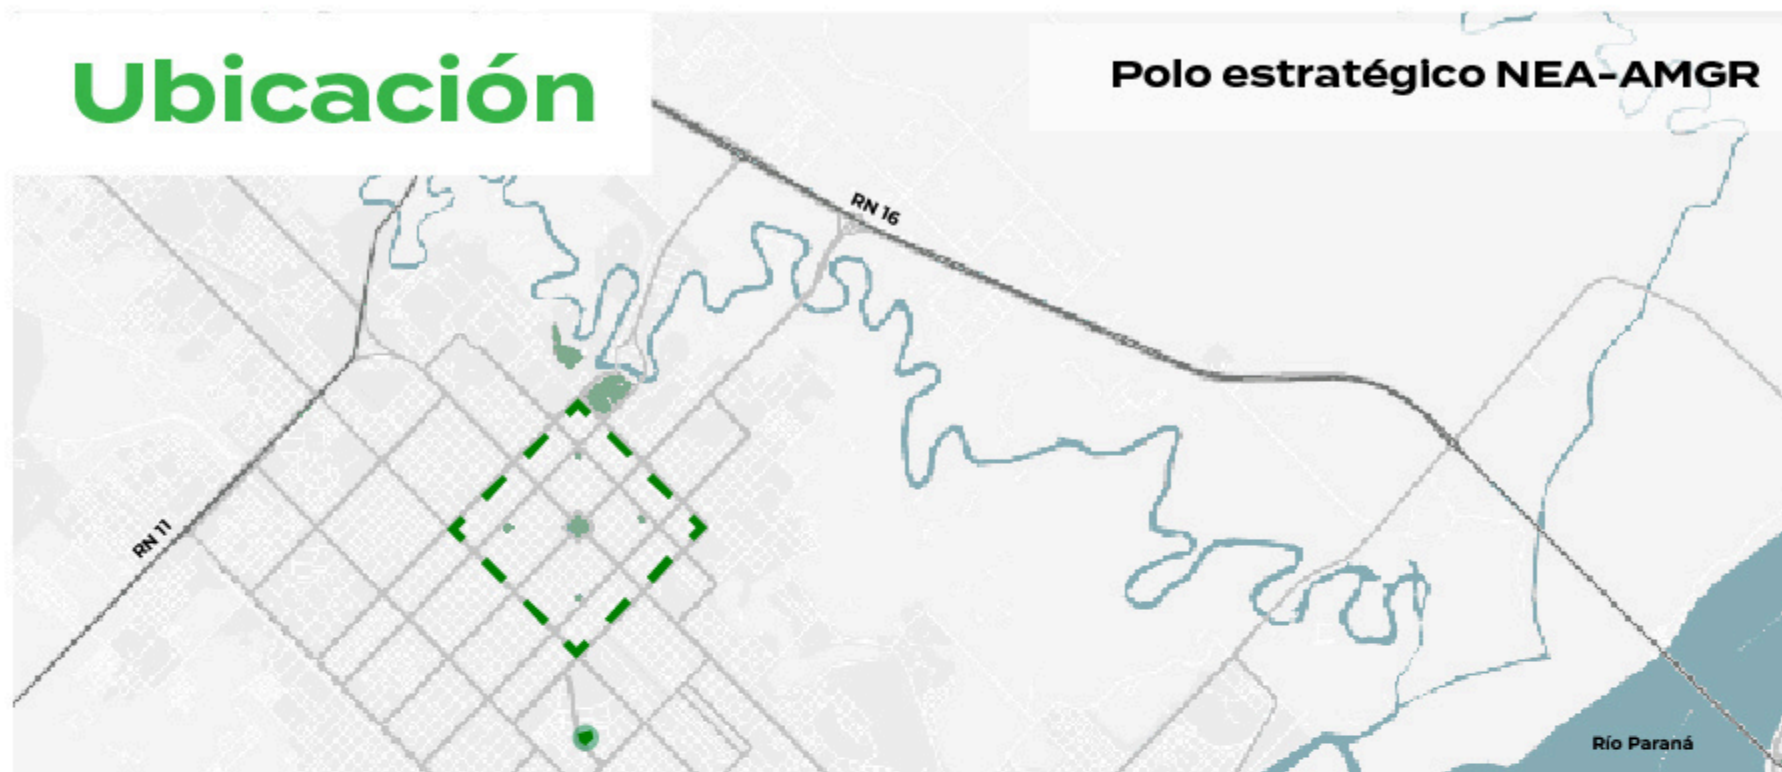 Ubicación
Polo estratégico NEA-AMGR
RN 16
RN 11
Río Paraná